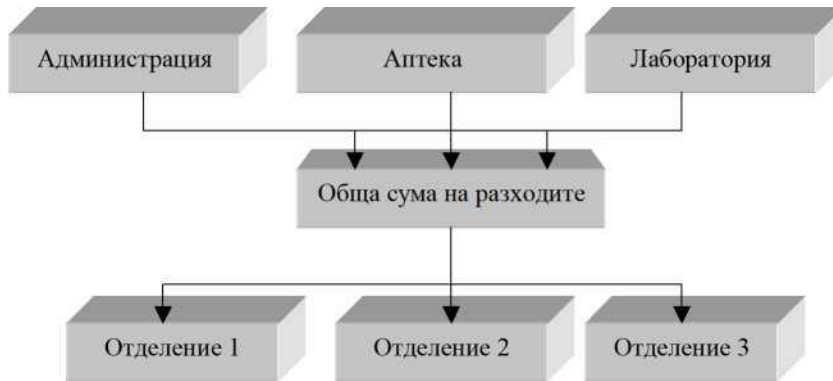 Администрация
Аптека
Лаборатория
Обща сума на разходите
Отделение 1
Отделение 2
Отделение 3